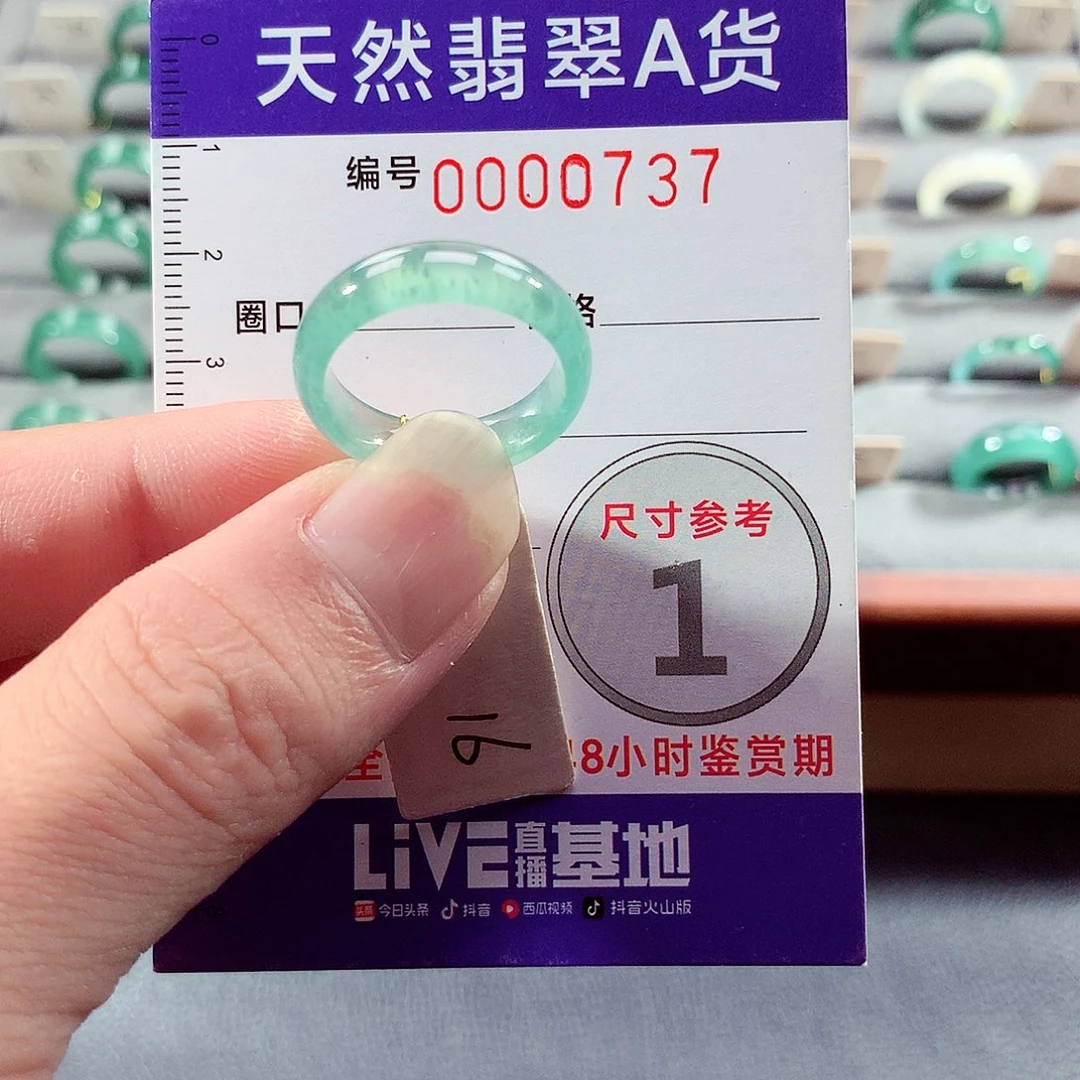 天然翡翠A货
编号 0000737
0
1
2
3
圈口
格
尺寸参考
1
16
8小时鉴赏期
LiVE直播基地
今日头条 抖音 西瓜视频 抖音火山版